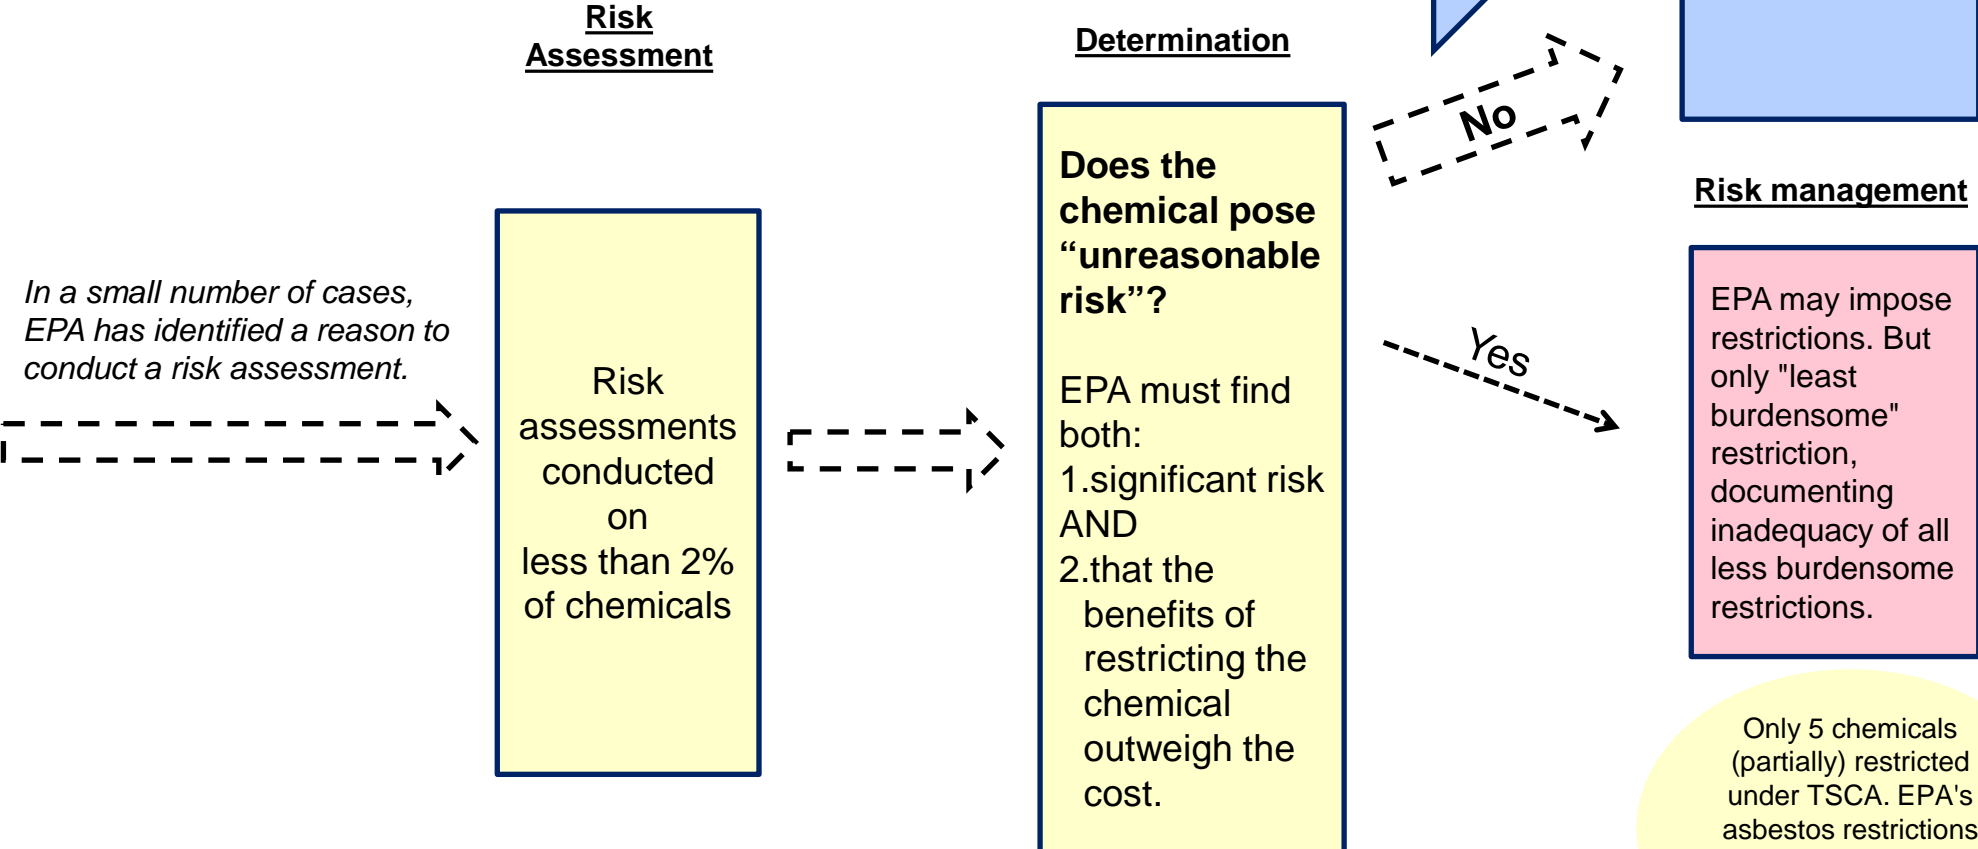 Risk
Assessment
Determination
No
Risk management
In a small number of cases,
EPA has identified a reason to
conduct a risk assessment.
Risk
assessments
conducted
on
less than 2%
of chemicals
Does the
chemical pose
“unreasonable
risk”?
EPA must find
both:
1.significant risk
AND
2.that the
benefits of
restricting the
chemical
outweigh the
cost.
Yes
EPA may impose
restrictions. But
only "least
burdensome"
restriction,
documenting
inadequacy of all
less burdensome
restrictions.
Only 5 chemicals
(partially) restricted
under TSCA. EPA's
asbestos restrictions